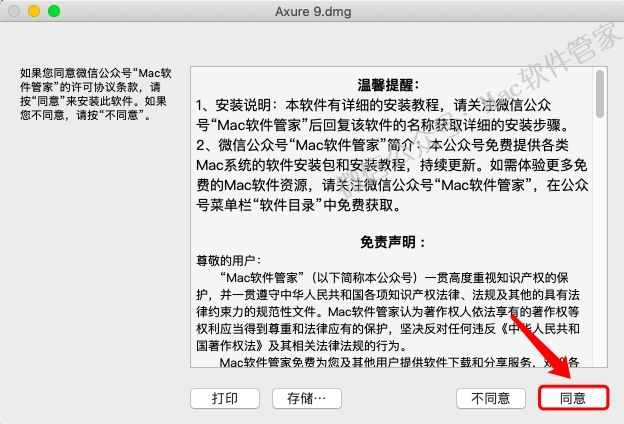 Axure 9.dmg
如果您同意微信公众号“Mac软
件管家”的许可协议条款，请
按“同意”来安装此软件。如果
您不同意，请按“不同意”。
温馨提醒：
1、安装说明：本软件有详细的安装教程，请关注微信公众
号“Mac软件管家”后回复该软件的名称获取详细的安装步骤。
2、微信公众号“Mac软件管家”简介：本公众号免费提供各类
Mac系统的软件安装包和安装教程，持续更新。如需体验更多免
费的Mac软件资源，请关注微信公众号“Mac软件管家”，在公众
号菜单栏“软件目录”中免费获取。
免责声明：
尊敬的用户：
“Mac软件管家”（以下简称本公众号）一贯高度重视知识产权的保
护，并一贯遵守中华人民共和国各项知识产权法律、法规及其他的具有法
律约束力的规范性文件。Mac软件管家认为著作权人依法享有的著作权等
权利应当得到尊重和法律应有的保护，坚决反对任何违反《中华人民共和
国著作权法》及其相关法律法规的行为。
Mac软件管家免费为您及其他用户提供软件下载和分享服务，对各
微信公众号：Mac软件管家
打印
存储…
不同意
同意